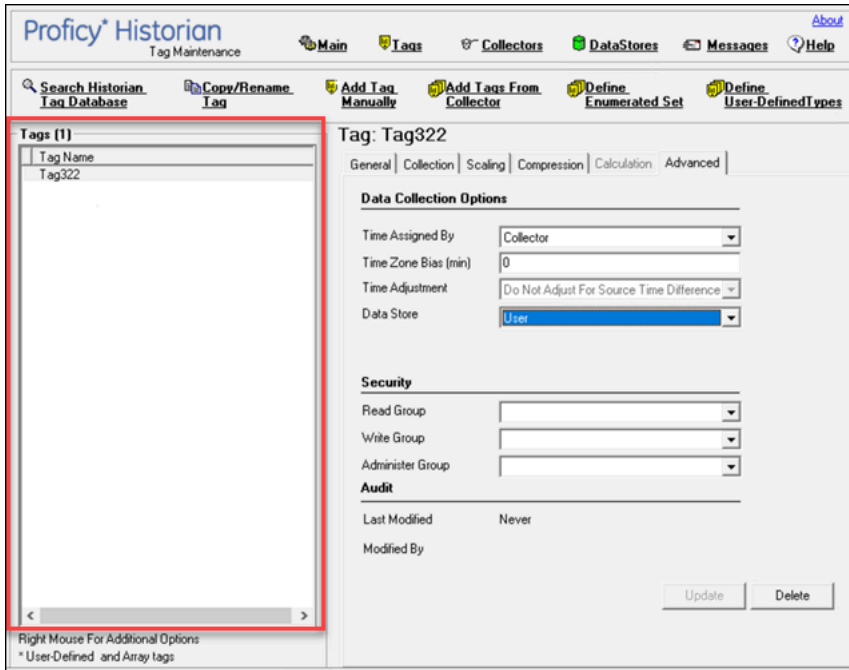 About
Proficy* Historian
Tag Maintenance
Main
Tags
Collectors
DataStores
Messages
Help
Search Historian
Tag Database
Copy/Rename
Tag
Add Tag
Manually
Add Tags From
Collector
Define
Enumerated Set
Define
User-DefinedTypes
Tags (1)
Tag Name
Tag322
Tag: Tag322
General
Collection
Scaling
Compression
Calculation
Advanced
Data Collection Options
Time Assigned By
Collector
Time Zone Bias (min)
0
Time Adjustment
Do Not Adjust For Source Time Difference
Data Store
User
Security
Read Group
Write Group
Administer Group
Audit
Last Modified
Never
Modified By
Update
Delete
Right Mouse For Additional Options
* User-Defined and Array tags